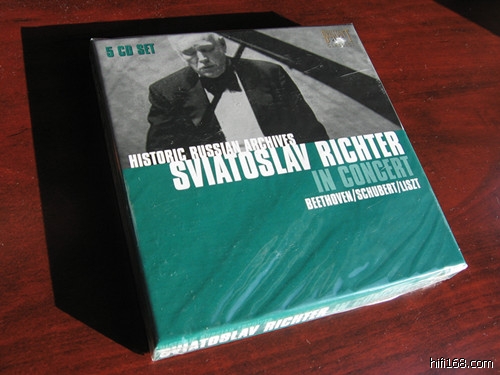 5 CD SET
HISTORIC RUSSIAN ARCHIVES
SVIATOSLAV RICHTER
IN CONCERT
BEETHOVEN/SCHUBERT/LISZT
SVIATOSLAV RICHTER
hifi168.com